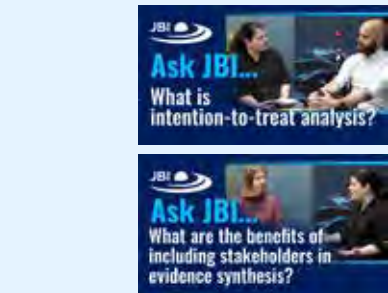 JBI
Ask JBI...
What is
intention-to-treat analysis?
JBI
Ask JBI...
What are the benefits of
including stakeholders in
evidence synthesis?